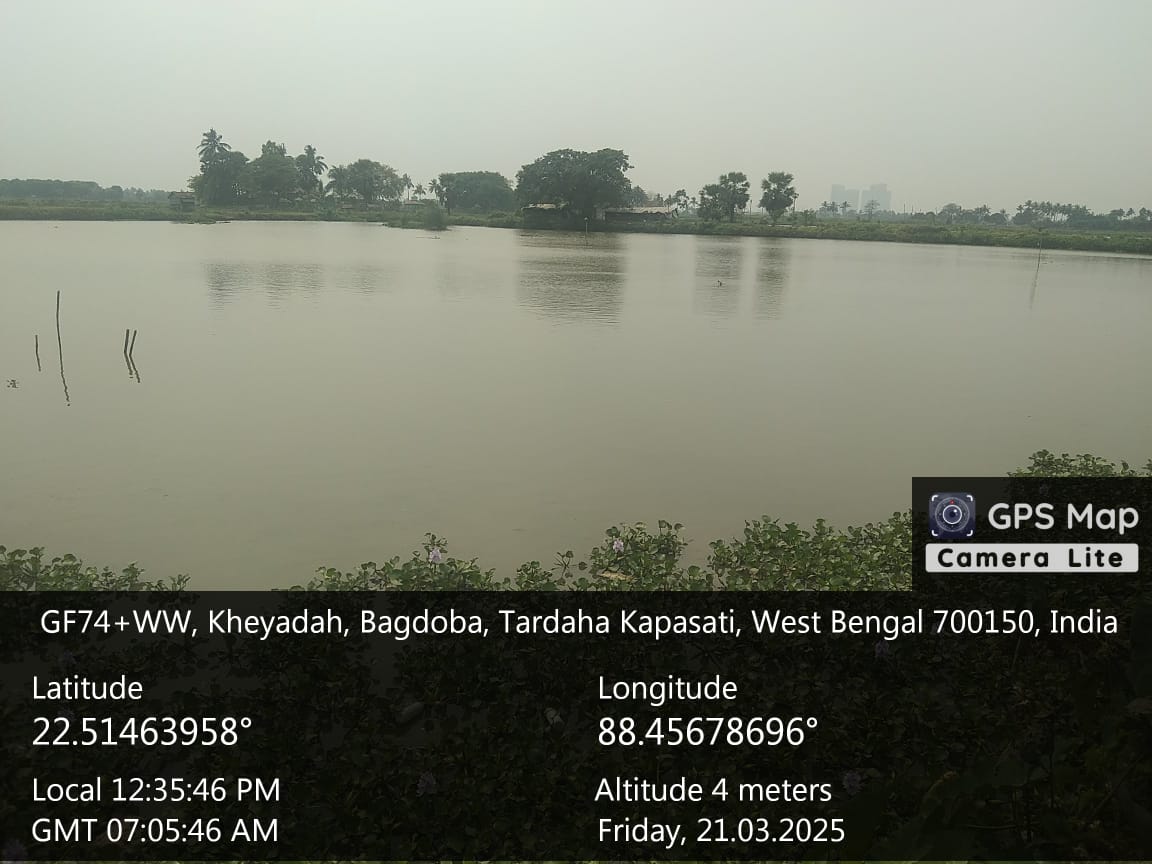 GPS Map
Camera Lite
GF74+WW, Kheyadah, Bagdoba, Tardaha Kapasati, West Bengal 700150, India
Latitude
22.51463958°
Longitude
88.45678696°
Local 12:35:46 PM
GMT 07:05:46 AM
Altitude 4 meters
Friday, 21.03.2025